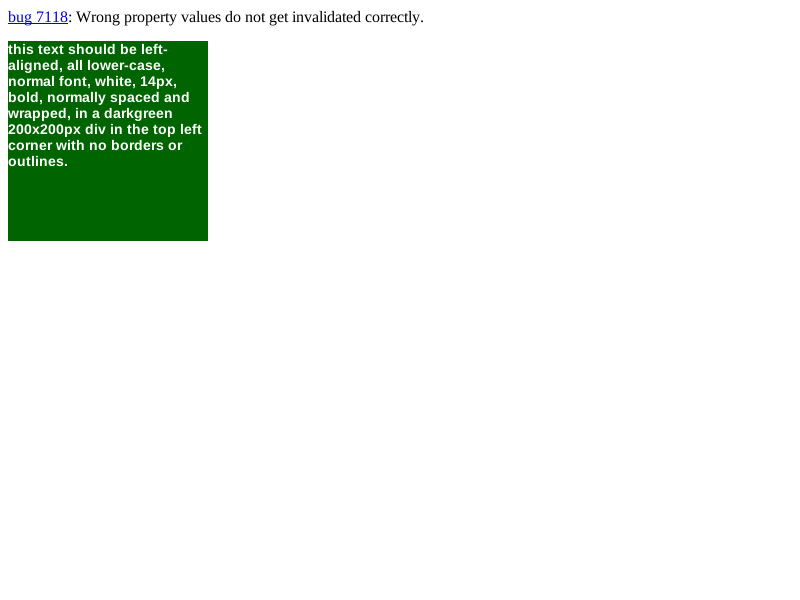 bug 7118: Wrong property values do not get invalidated correctly.
this text should be left-
aligned, all lower-case,
normal font, white, 14px,
bold, normally spaced and
wrapped, in a darkgreen
200x200px div in the top left
corner with no borders or
outlines.